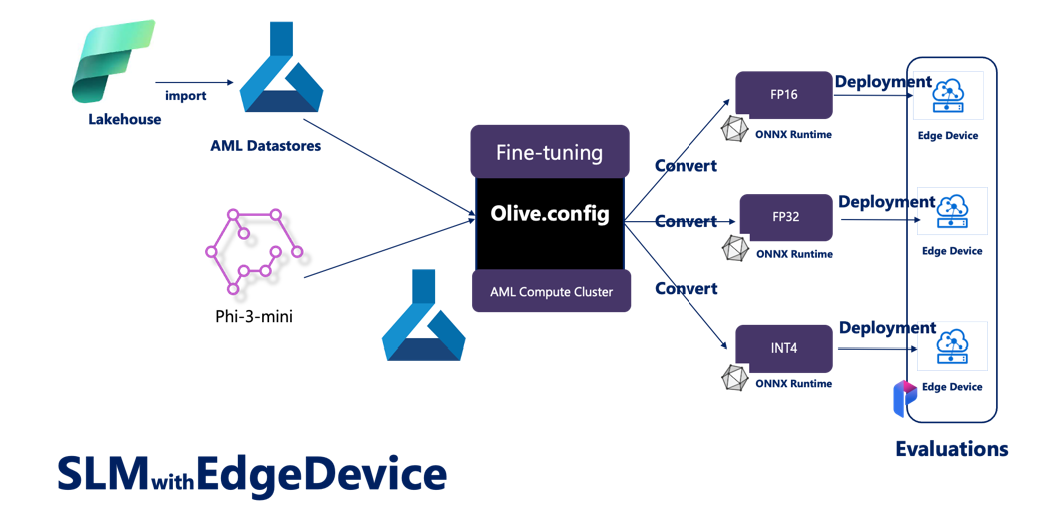 Lakehouse
import
AML Datastores
Phi-3-mini
Fine-tuning
Olive.config
AML Compute Cluster
Convert
FP16
ONNX Runtime
Deployment
Edge Device
Convert
FP32
ONNX Runtime
Deployment
Edge Device
Convert
INT4
ONNX Runtime
Deployment
Edge Device
Evaluations
SLMwithEdgeDevice